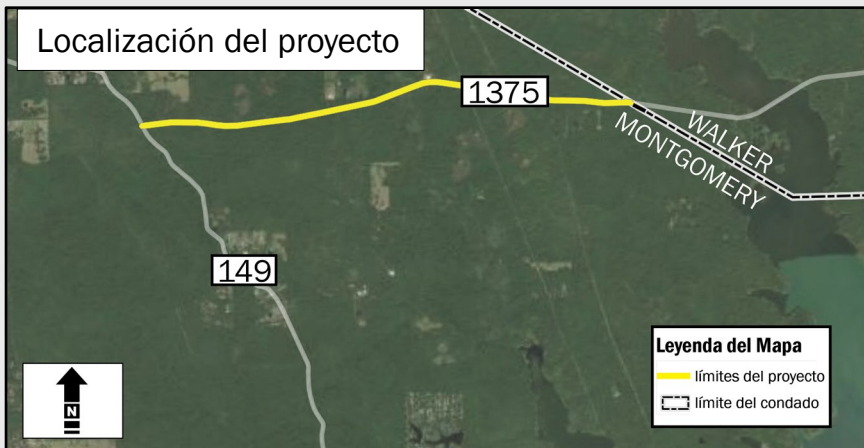 Localización del proyecto
1375
WALKER
MONTGOMERY
149
Leyenda del Mapa
límites del proyecto
límite del condado
N